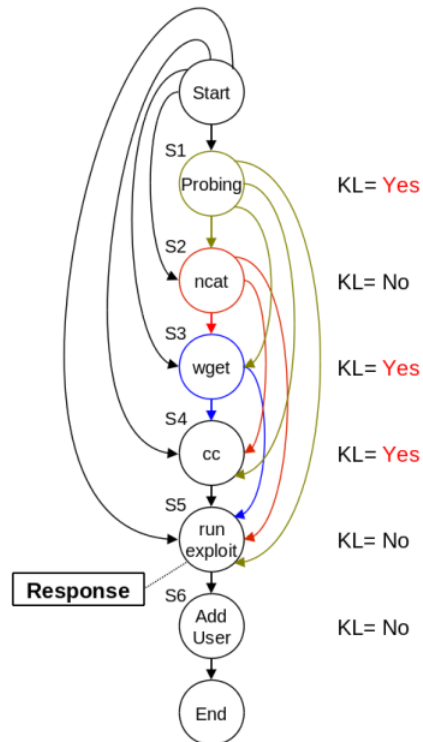 Start
S1
Probing
KL= Yes
S2
ncat
KL= No
S3
wget
KL= Yes
S4
cc
KL= Yes
S5
run
exploit
KL= No
Response
S6
Add
User
KL= No
End